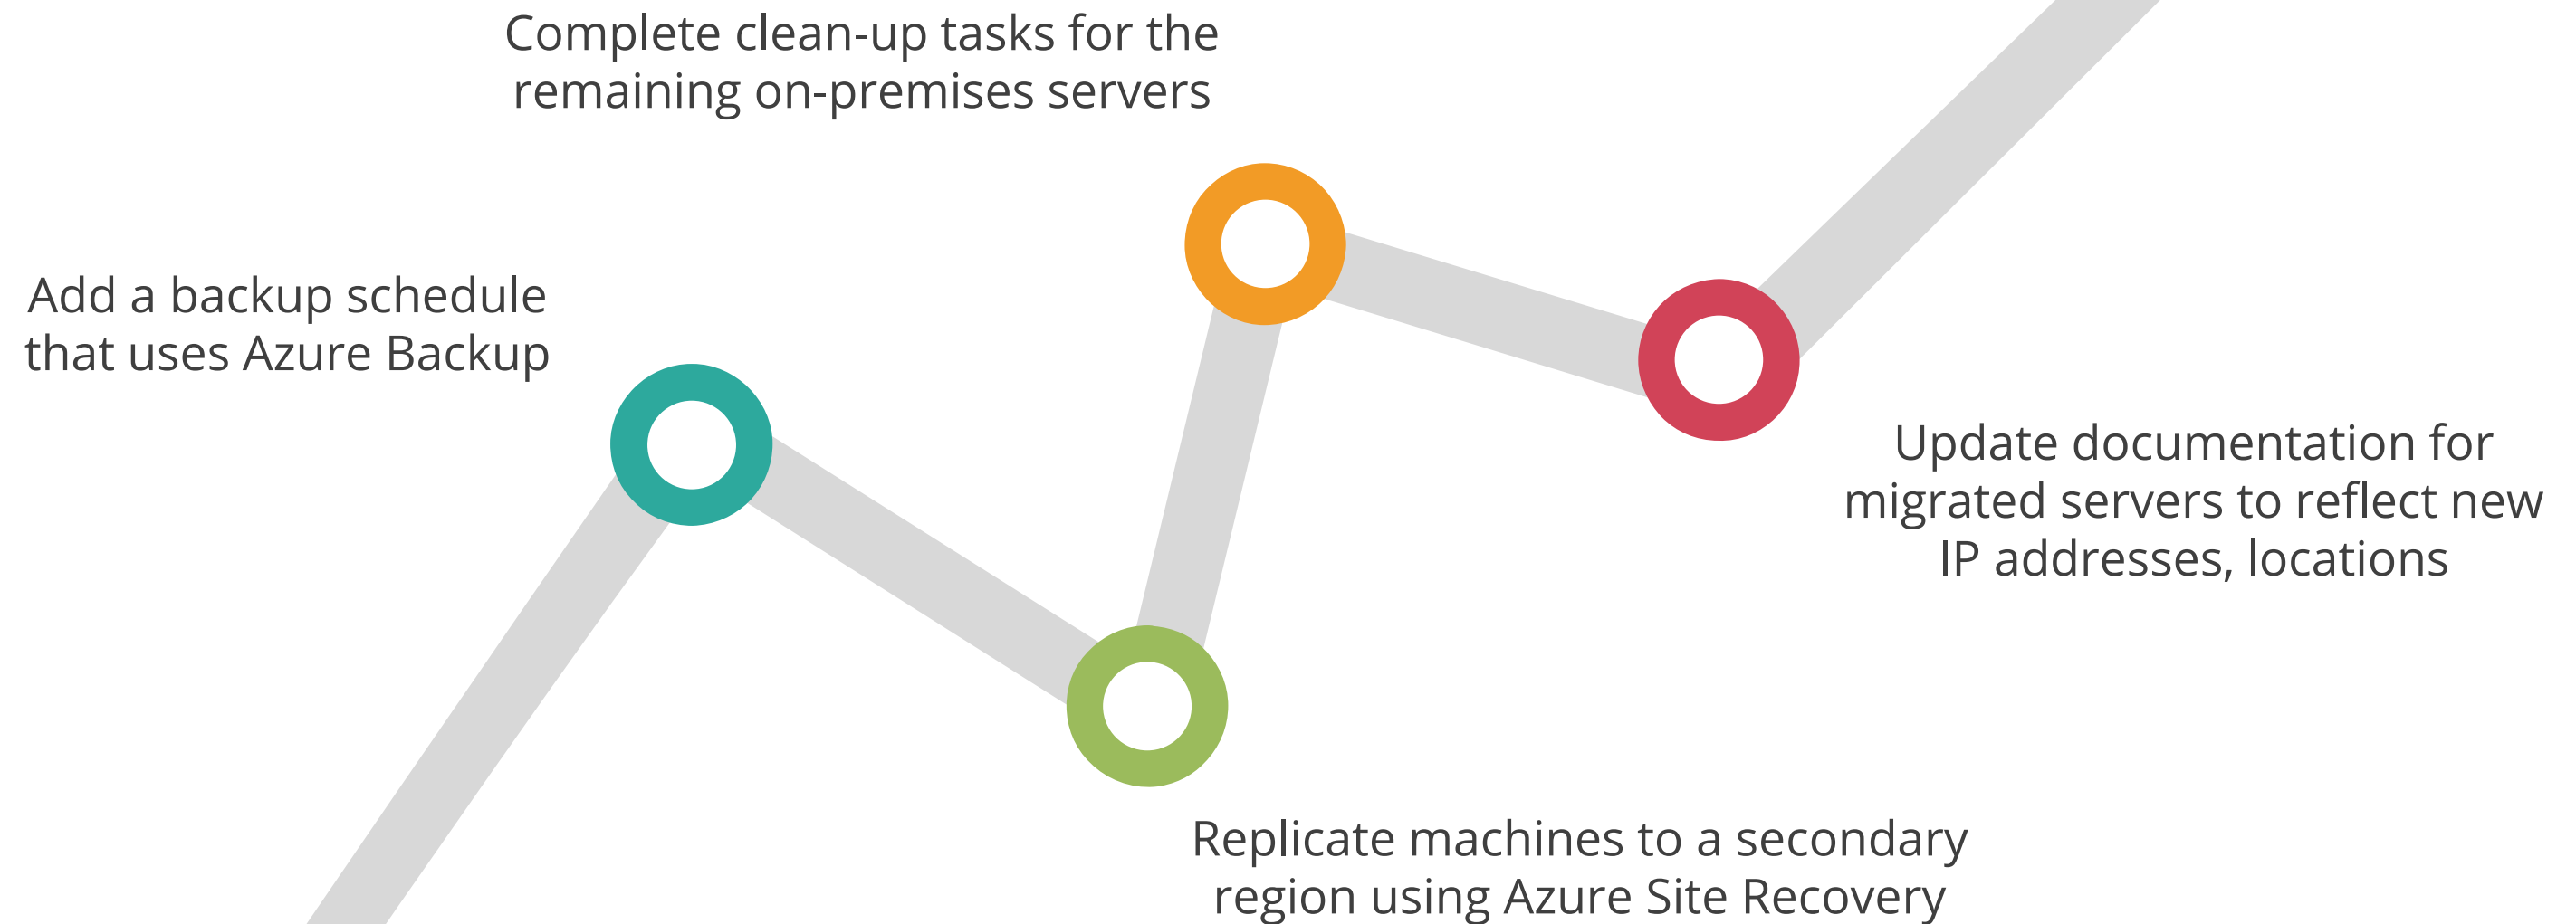 Complete clean-up tasks for the
remaining on-premises servers
Add a backup schedule
that uses Azure Backup
Update documentation for
migrated servers to reflect new
IP addresses, locations
Replicate machines to a secondary
region using Azure Site Recovery